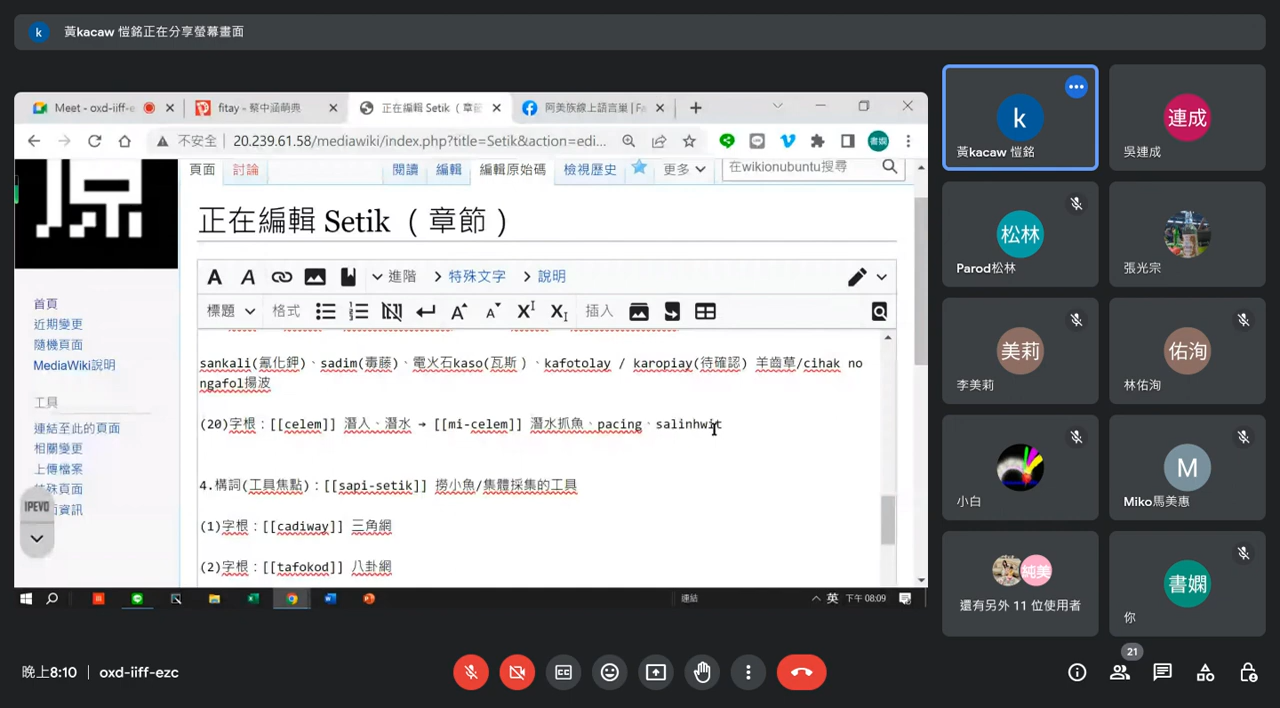 k 黃kacaw 愷銘正在分享螢幕畫面
Meet - oxd-iiff-e
fitay - 蔡中涵萌典
正在編輯 Setik （章節
阿美族線上語言巢 | Fa
不安全 20.239.61.58/mediawiki/index.php?title=Setik&action=edi...
書嫻
頁面 討論 閱讀 編輯 編輯原始碼 檢視歷史 更多 在wikionubuntu搜尋
正在編輯 Setik （章節）
A A 進階 特殊文字 說明
標題 格式 插入
sankali(氰化鉀)、sadim(毒藤)、電火石kaso(瓦斯）、kafotolay / karopiay(待確認) 羊齒草/cihak no
ngafol揚波
(20)字根：[[celem]] 潛入、潛水 → [[mi-celem]] 潛水抓魚、pacing、salinhwit
4.構詞(工具焦點)：[[sapi-setik]] 撈小魚/集體採集的工具
(1)字根：[[cadiway]] 三角網
(2)字根：[[tafokod]] 八卦網
首頁
近期變更
隨機頁面
MediaWiki說明
工具
連結至此的頁面
相關變更
上傳檔案
特殊頁面
IPEVO
連結 英 下午 08:09
k
黃kacaw 愷銘
連成
吳連成
松林
Parod松林
張光宗
美莉
李美莉
佑洵
林佑洵
小白
M
Miko馬美惠
純美
還有另外 11 位使用者
書嫻
你
晚上8:10 | oxd-iiff-ezc
21